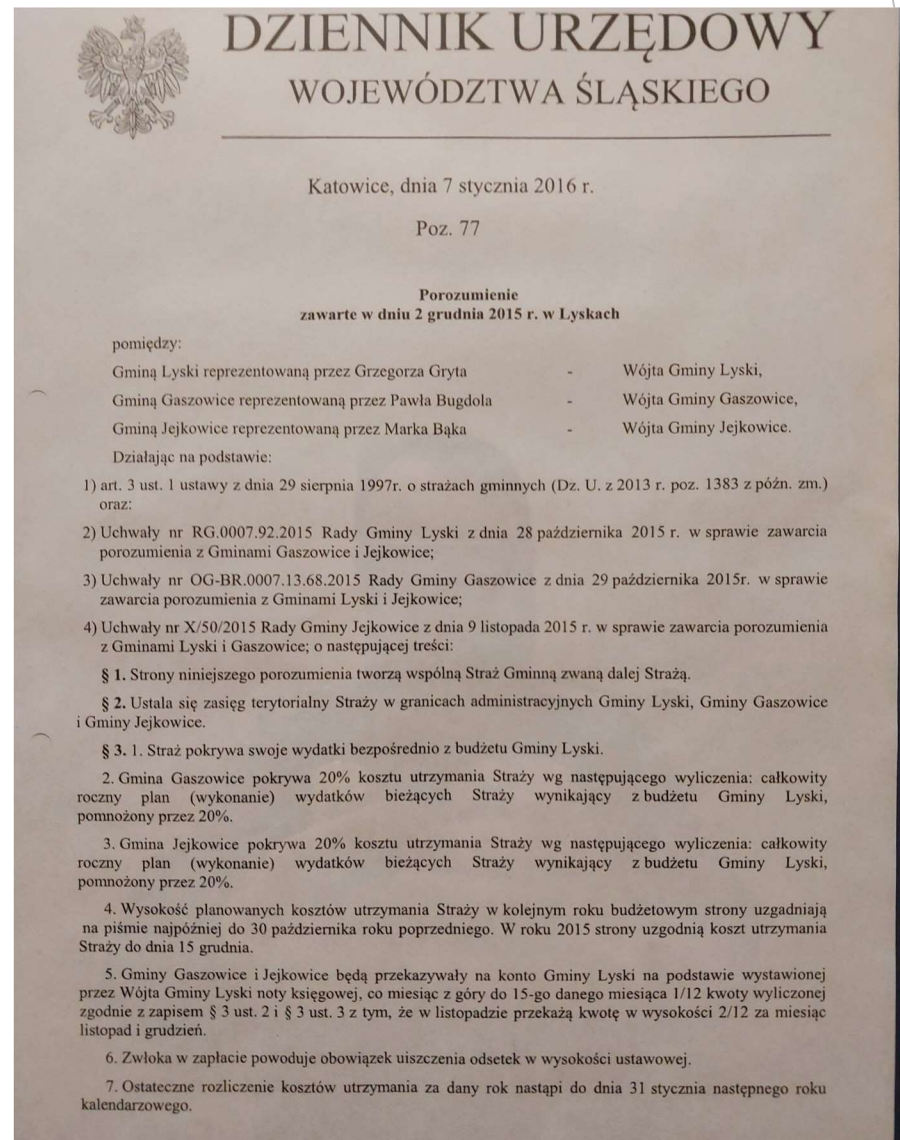 DZIENNIK URZĘDOWY
WOJEWÓDZTWA ŚLĄSKIEGO
Katowice, dnia 7 stycznia 2016 r.
Poz. 77
Porozumienie
zawarte w dniu 2 grudnia 2015 r. w Lyskach
pomiędzy:
Gminą Lyski reprezentowaną przez Grzegorza Gryta - Wójta Gminy Lyski,
Gminą Gaszowice reprezentowaną przez Pawła Bugdola - Wójta Gminy Gaszowice,
Gminą Jejkowice reprezentowaną przez Marka Bąka - Wójta Gminy Jejkowice.
Działając na podstawie:
1) art. 3 ust. 1 ustawy z dnia 29 sierpnia 1997r. o strażach gminnych (Dz. U. z 2013 r. poz. 1383 z późn. zm.)
oraz:
2) Uchwały nr RG.0007.92.2015 Rady Gminy Lyski z dnia 28 października 2015 r. w sprawie zawarcia
porozumienia z Gminami Gaszowice i Jejkowice;
3) Uchwały nr OG-BR.0007.13.68.2015 Rady Gminy Gaszowice z dnia 29 października 2015r. w sprawie
zawarcia porozumienia z Gminami Lyski i Jejkowice;
4) Uchwały nr X/50/2015 Rady Gminy Jejkowice z dnia 9 listopada 2015 r. w sprawie zawarcia porozumienia
z Gminami Lyski i Gaszowice; o następującej treści:
§ 1. Strony niniejszego porozumienia tworzą wspólną Straż Gminną zwaną dalej Strażą.
§ 2. Ustala się zasięg terytorialny Straży w granicach administracyjnych Gminy Lyski, Gminy Gaszowice
i Gminy Jejkowice.
§ 3. 1. Straż pokrywa swoje wydatki bezpośrednio z budżetu Gminy Lyski.
2. Gmina Gaszowice pokrywa 20% kosztu utrzymania Straży wg następującego wyliczenia: całkowity
roczny plan (wykonanie) wydatków bieżących Straży wynikający z budżetu Gminy Lyski,
pomnożony przez 20%.
3. Gmina Jejkowice pokrywa 20% kosztu utrzymania Straży wg następującego wyliczenia: całkowity
roczny plan (wykonanie) wydatków bieżących Straży wynikający z budżetu Gminy Lyski,
pomnożony przez 20%.
4. Wysokość planowanych kosztów utrzymania Straży w kolejnym roku budżetowym strony uzgadniają
na piśmie najpóźniej do 30 października roku poprzedniego. W roku 2015 strony uzgodnią koszt utrzymania
Straży do dnia 15 grudnia.
5. Gminy Gaszowice i Jejkowice będą przekazywały na konto Gminy Lyski na podstawie wystawionej
przez Wójta Gminy Lyski noty księgowej, co miesiąc z góry do 15-go danego miesiąca 1/12 kwoty wyliczonej
zgodnie z zapisem § 3 ust. 2 i § 3 ust. 3 z tym, że w listopadzie przekażą kwotę w wysokości 2/12 za miesiąc
listopad i grudzień.
6. Zwłoka w zapłacie powoduje obowiązek uiszczenia odsetek w wysokości ustawowej.
7. Ostateczne rozliczenie kosztów utrzymania za dany rok nastąpi do dnia 31 stycznia następnego roku
kalendarzowego.